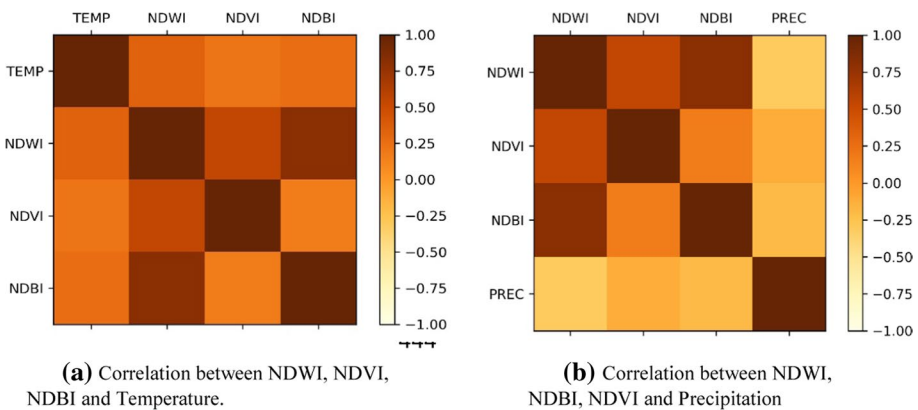 TEMP NDWI NDVI NDBI
TEMP
NDWI
NDVI
NDBI
1.00
0.75
0.50
0.25
0.00
−0.25
−0.50
−0.75
−1.00
(a) Correlation between NDWI, NDVI,
NDBI and Temperature.
NDWI NDVI NDBI PREC
NDWI
NDVI
NDBI
PREC
1.00
0.75
0.50
0.25
0.00
−0.25
−0.50
−0.75
−1.00
(b) Correlation between NDWI,
NDBI, NDVI and Precipitation